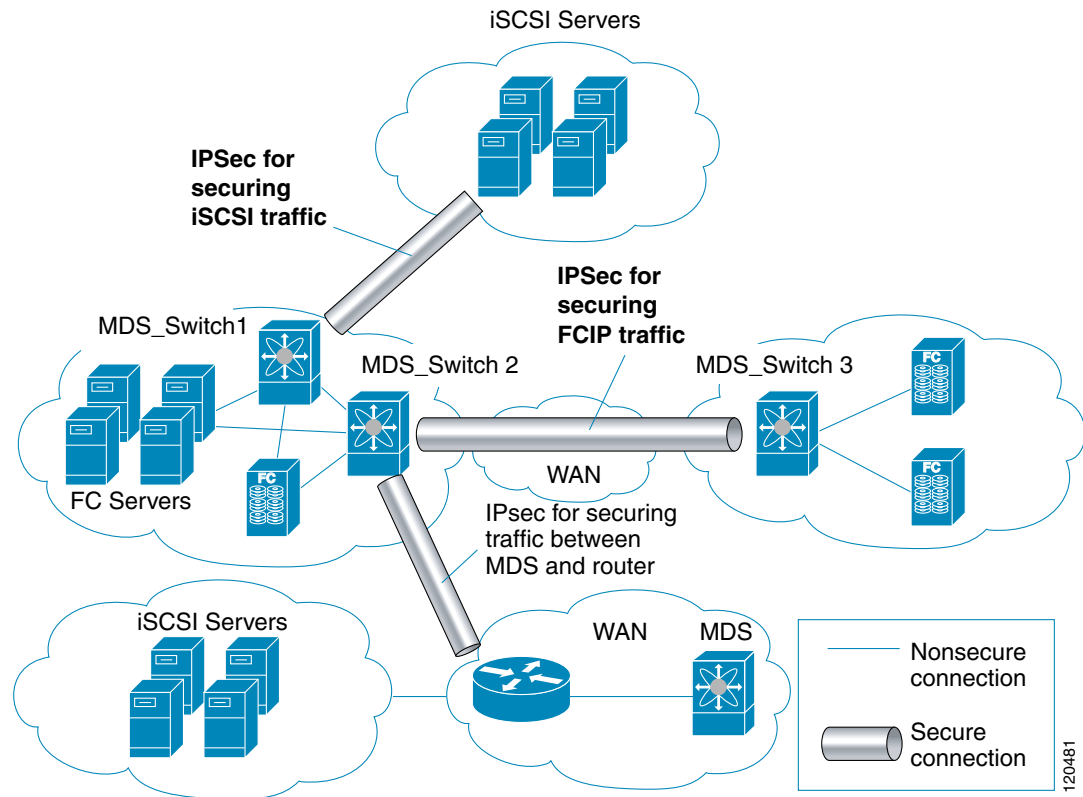 iSCSI Servers
IPSec for
securing
iSCSI traffic
IPSec for
securing
FCIP traffic
MDS_Switch1
MDS_Switch 2
MDS_Switch 3
FC
FC
FC
FC Servers
WAN
IPsec for securing
traffic between
MDS and router
iSCSI Servers
WAN
MDS
Nonsecure
connection
Secure
connection
120481